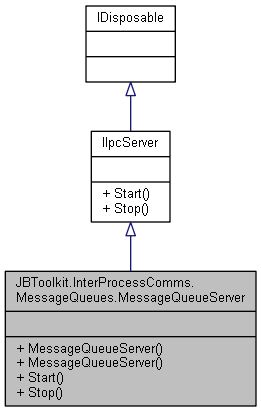 IDisposable
IIpcServer
+ Start()
+ Stop()
JBToolkit.InterProcessComms.
MessageQueues.MessageQueueServer
+ MessageQueueServer()
+ MessageQueueServer()
+ Start()
+ Stop()